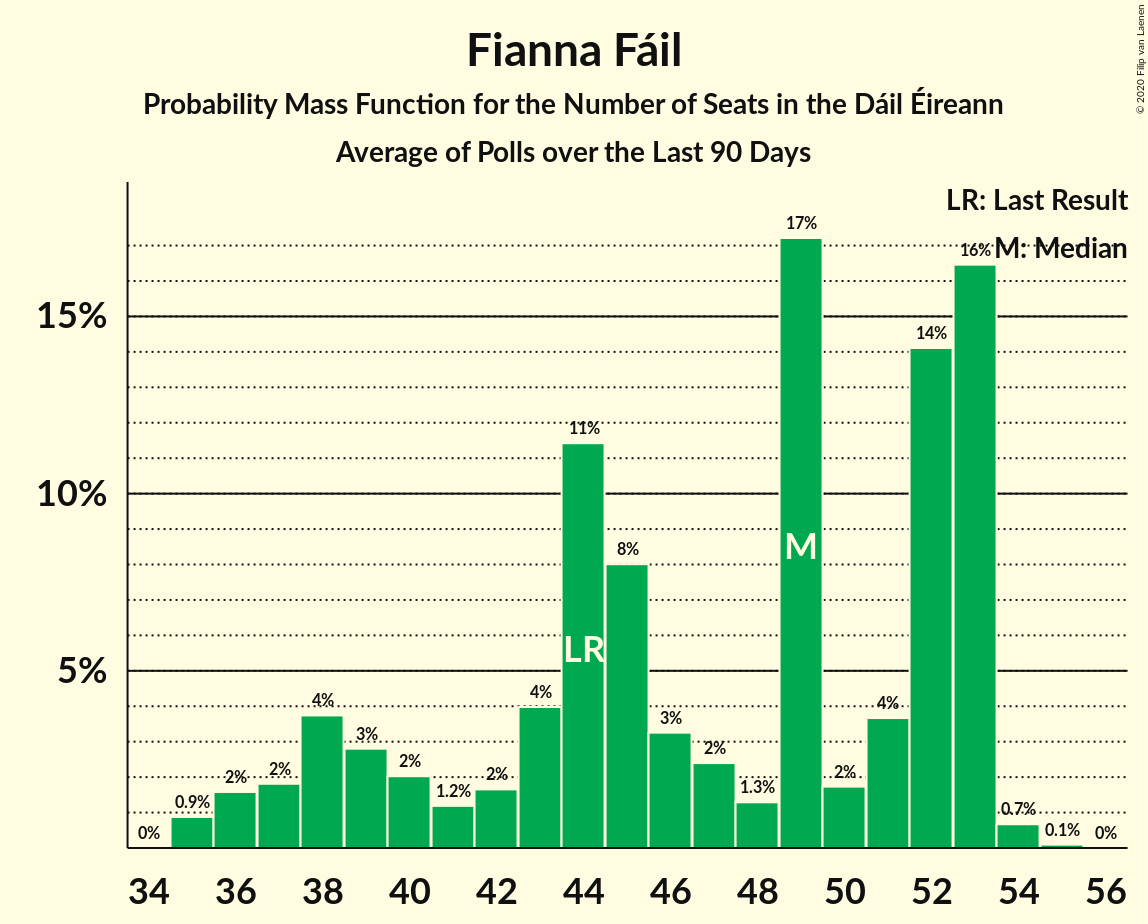 Fianna Fáil
Probability Mass Function for the Number of Seats in the Dáil Éireann
Average of Polls over the Last 90 Days
© 2020 Filip van Laenen
LR: Last Result
M: Median
15%
10%
5%
0%
0.9%
2%
2%
4%
3%
2%
1.2%
2%
4%
11%
8%
3%
2%
1.3%
17%
2%
4%
14%
16%
0.7%
0.1%
0%
LR
M
34 36 38 40 42 44 46 48 50 52 54 56